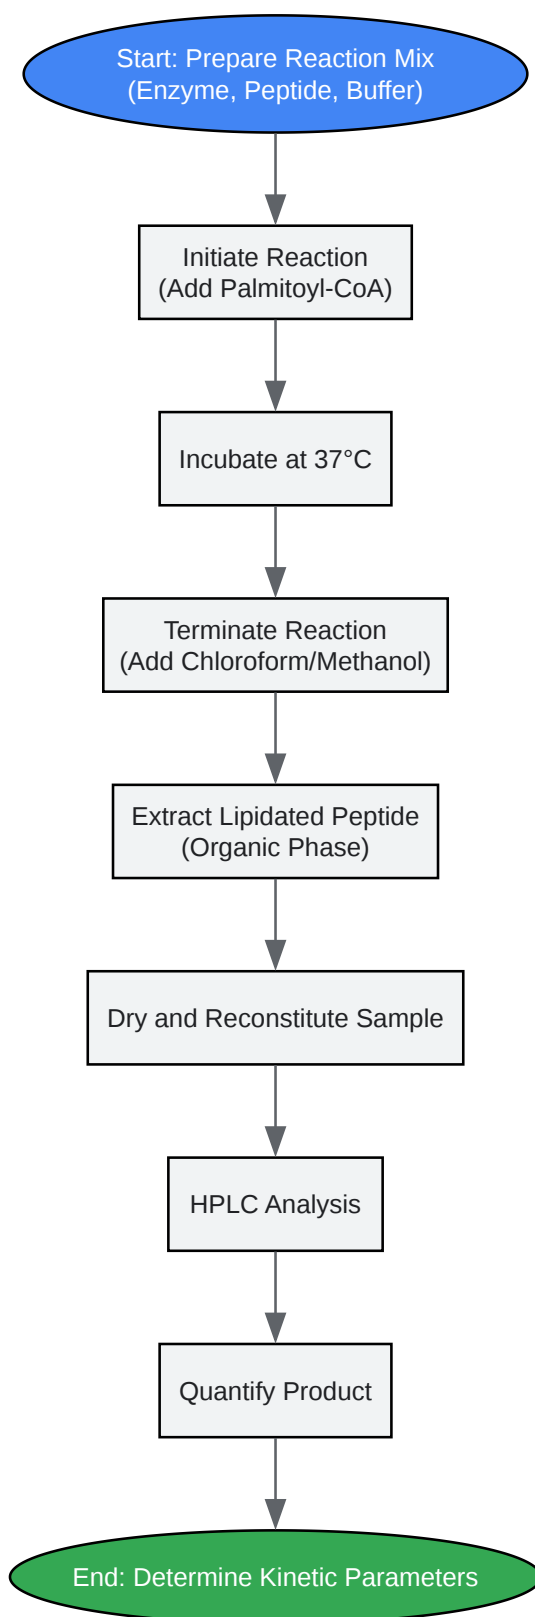 Start: Prepare Reaction Mix
(Enzyme, Peptide, Buffer)
Initiate Reaction
(Add Palmitoyl-CoA)
Incubate at 37°C
Terminate Reaction
(Add Chloroform/Methanol)
Extract Lipidated Peptide
(Organic Phase)
Dry and Reconstitute Sample
HPLC Analysis
Quantify Product
End: Determine Kinetic Parameters